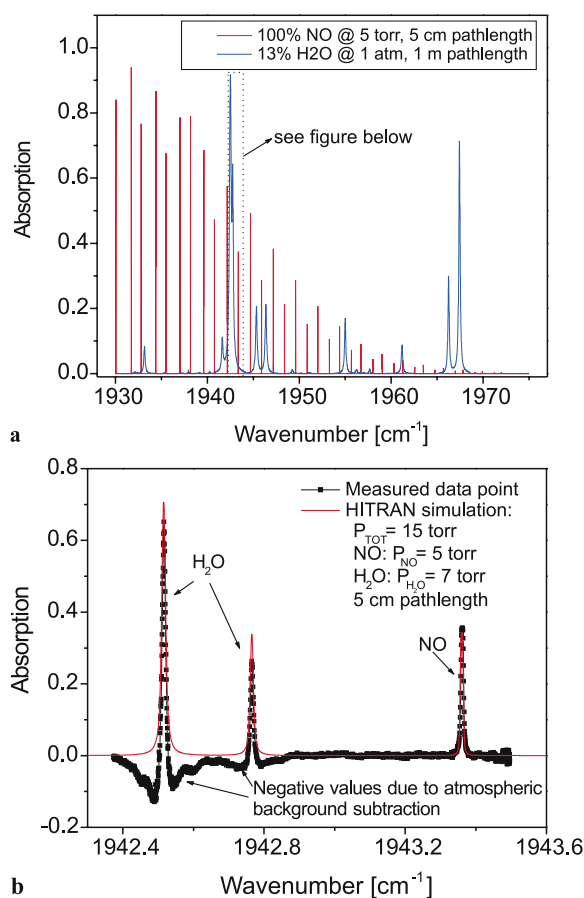 100% NO @ 5 torr, 5 cm pathlength
13% H2O @ 1 atm, 1 m pathlength
see figure below
Absorption
1.0
0.8
0.6
0.4
0.2
0.0
1930 1940 1950 1960 1970
Wavenumber [cm⁻¹]
a
Measured data point
HITRAN simulation:
P_TOT= 15 torr
NO: P_NO= 5 torr
H₂O: P_H₂O= 7 torr
5 cm pathlength
H₂O
NO
Negative values due to atmospheric
background subtraction
Absorption
0.8
0.6
0.4
0.2
0.0
-0.2
1942.4 1942.8 1943.2 1943.6
Wavenumber [cm⁻¹]
b